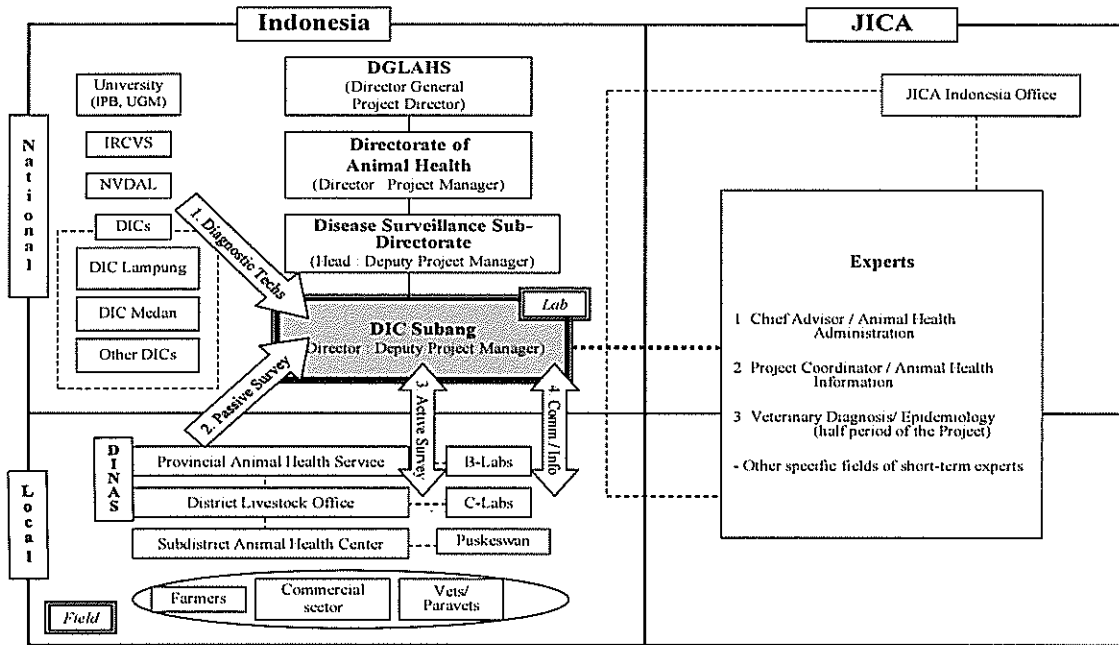 Indonesia
JICA
National
Local
University
(IPB, UGM)
IRCVS
NVDAL
DICs
DIC Lampung
DIC Medan
Other DICs
DGLAHS
(Director General
Project Director)
Directorate of
Animal Health
(Director : Project Manager)
Disease Surveillance Sub-
Directorate
(Head : Deputy Project Manager)
Lab
DIC Subang
(Director : Deputy Project Manager)
1. Diagnostic Techs
2. Passive Survey
3. Active Survey
4. Comm. / Info
DINAS
Provincial Animal Health Service
B-Labs
District Livestock Office
C-Labs
Subdistrict Animal Health Center
Puskeswan
Farmers
Commercial
sector
Vets/
Paravets
Field
JICA Indonesia Office
Experts
1 Chief Advisor / Animal Health
Administration
2 Project Coordinator / Animal Health
Information
3 Veterinary Diagnosis/ Epidemiology
(half period of the Project)
- Other specific fields of short-term experts